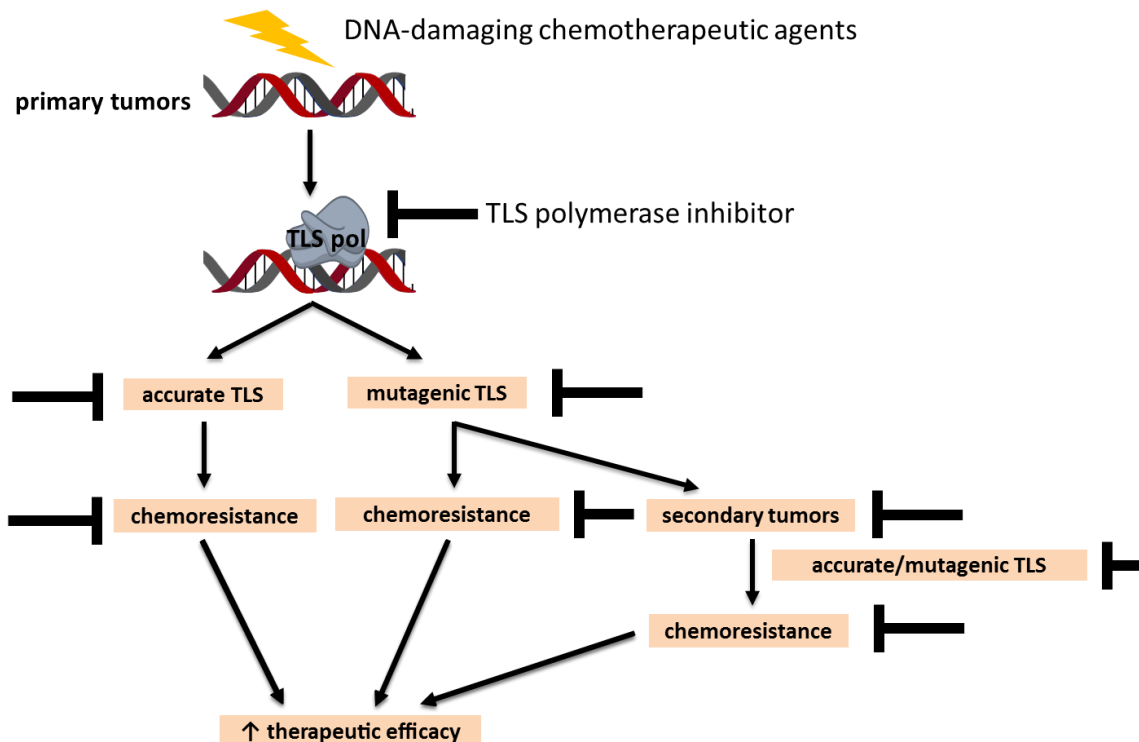 DNA-damaging chemotherapeutic agents
primary tumors
TLS polymerase inhibitor
TLS pol
accurate TLS
mutagenic TLS
chemoresistance
chemoresistance
secondary tumors
accurate/mutagenic TLS
chemoresistance
↑ therapeutic efficacy